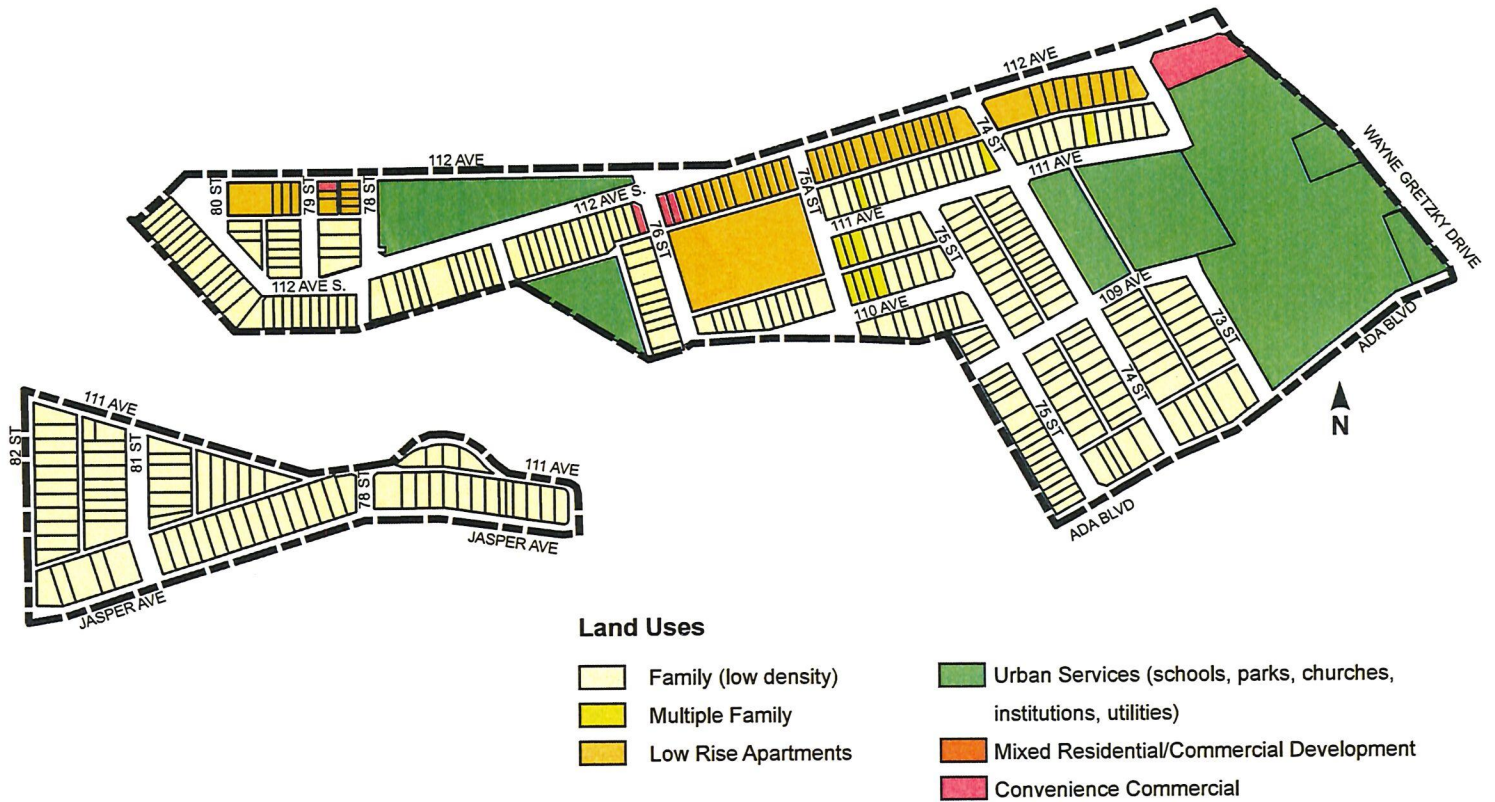 112 AVE
112 AVE
80 ST
79 ST
78 ST
112 AVE S.
76 ST
75A ST
74 ST
111 AVE
111 AVE
75 ST
112 AVE S.
110 AVE
109 AVE
73 ST
74 ST
75 ST
WAYNE GRETZKY DRIVE
ADA BLVD
ADA BLVD
N
82 ST
111 AVE
81 ST
78 ST
111 AVE
JASPER AVE
JASPER AVE
Land Uses
Family (low density)
Multiple Family
Low Rise Apartments
Urban Services (schools, parks, churches,
institutions, utilities)
Mixed Residential/Commercial Development
Convenience Commercial